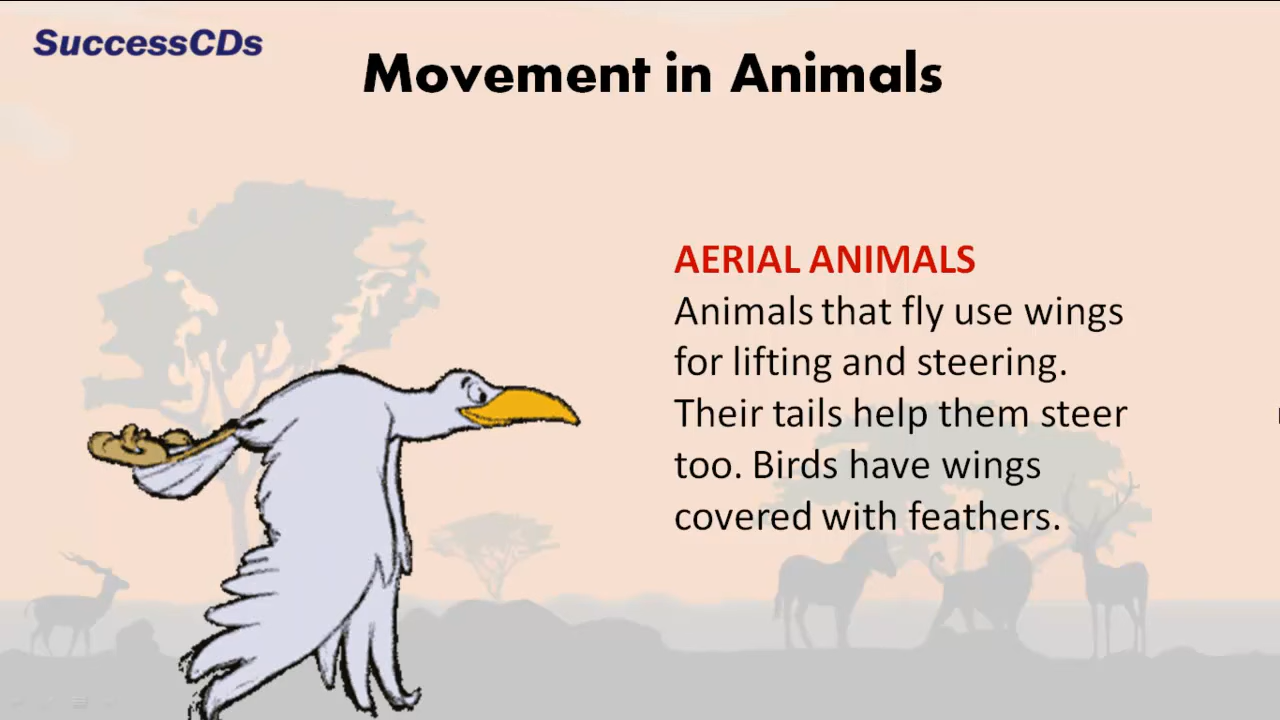 SuccessCDs
Movement in Animals
AERIAL ANIMALS
Animals that fly use wings
for lifting and steering.
Their tails help them steer
too. Birds have wings
covered with feathers.